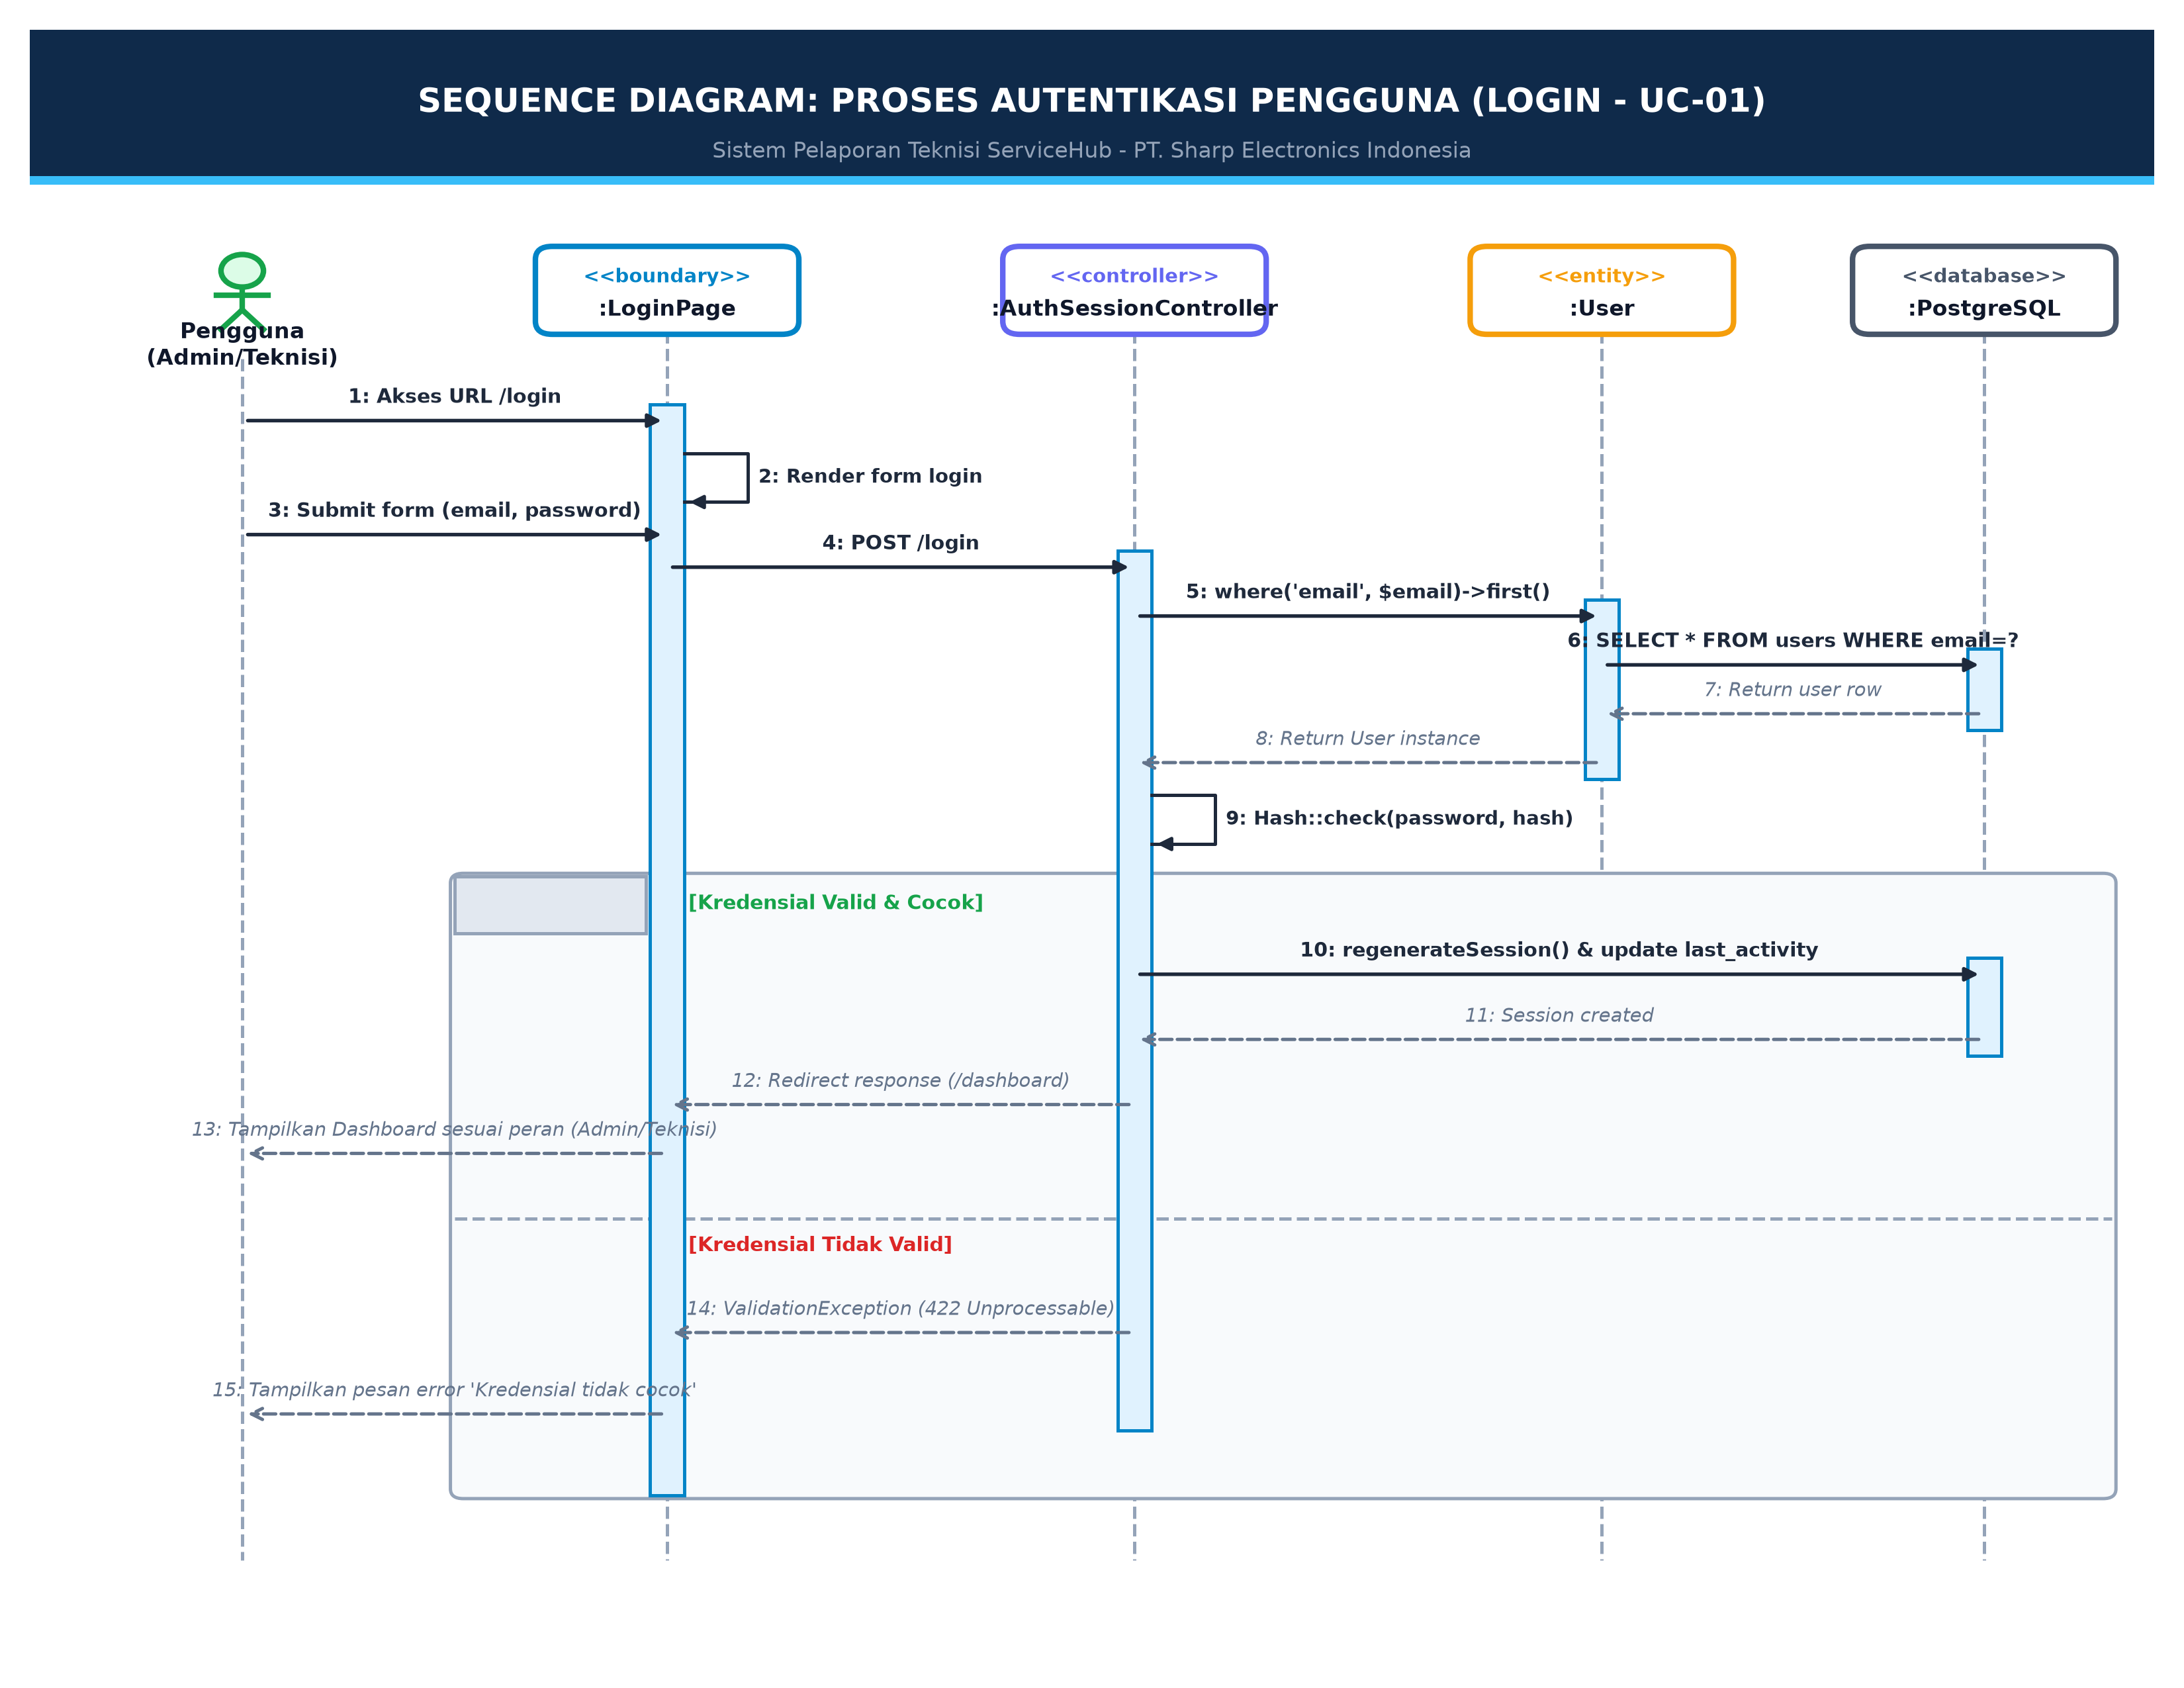 SEQUENCE DIAGRAM: PROSES AUTENTIKASI PENGGUNA (LOGIN - UC-01)
Sistem Pelaporan Teknisi ServiceHub - PT. Sharp Electronics Indonesia
Pengguna
(Admin/Teknisi)
<<boundary>>
:LoginPage
<<controller>>
:AuthSessionController
<<entity>>
:User
<<database>>
:PostgreSQL
1: Akses URL /login
2: Render form login
3: Submit form (email, password)
4: POST /login
5: where('email', $email)->first()
6: SELECT * FROM users WHERE email=?
7: Return user row
8: Return User instance
9: Hash::check(password, hash)
[Kredensial Valid & Cocok]
10: regenerateSession() & update last_activity
11: Session created
12: Redirect response (/dashboard)
13: Tampilkan Dashboard sesuai peran (Admin/Teknisi)
[Kredensial Tidak Valid]
14: ValidationException (422 Unprocessable)
15: Tampilkan pesan error 'Kredensial tidak cocok'